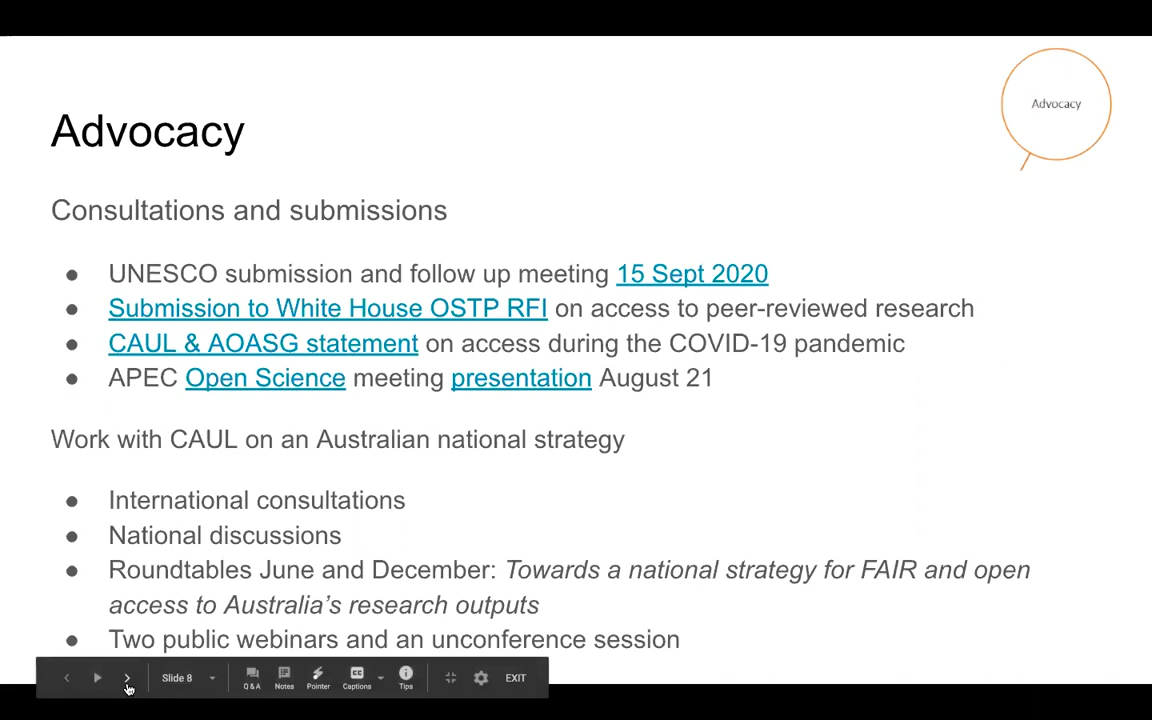 Advocacy
Advocacy
Consultations and submissions
● UNESCO submission and follow up meeting 15 Sept 2020
● Submission to White House OSTP RFI on access to peer-reviewed research
● CAUL & AOASG statement on access during the COVID-19 pandemic
● APEC Open Science meeting presentation August 21
Work with CAUL on an Australian national strategy
● International consultations
● National discussions
● Roundtables June and December: Towards a national strategy for FAIR and open
access to Australia’s research outputs
● Two public webinars and an unconference session
Slide 8 Q&A Notes Pointer Captions Tips EXIT